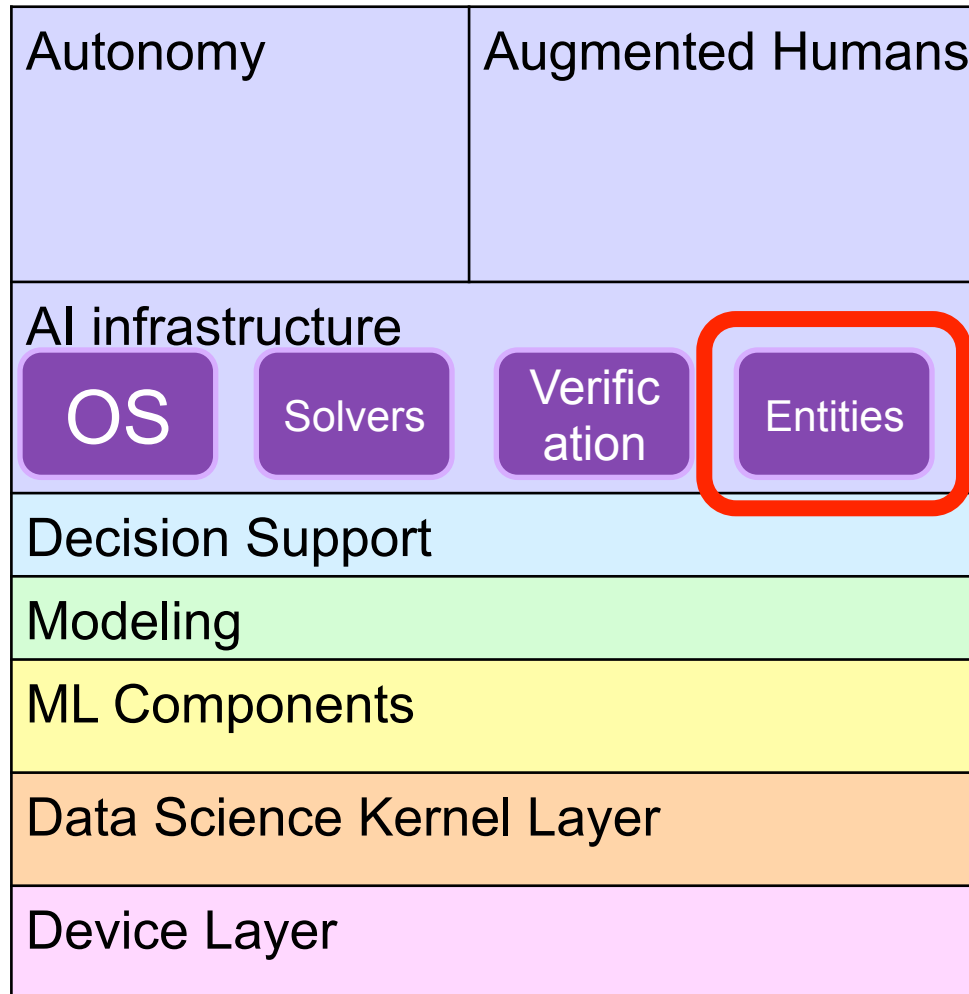 Autonomy
Augmented Humans
AI infrastructure
OS
Solvers
Verific
ation
Entities
Decision Support
Modeling
ML Components
Data Science Kernel Layer
Device Layer